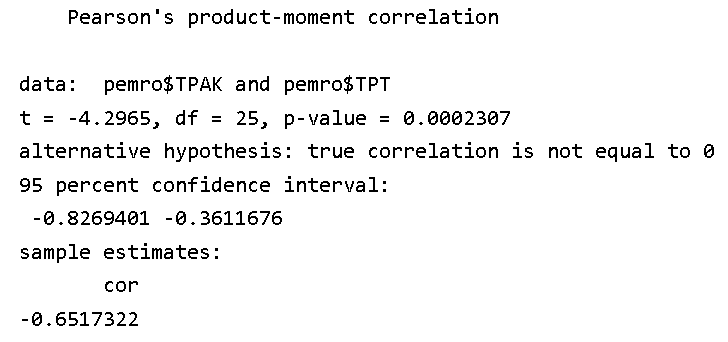 Pearson's product-moment correlation
data:  pemro$TPAK and pemro$TPT
t = -4.2965, df = 25, p-value = 0.0002307
alternative hypothesis: true correlation is not equal to 0
95 percent confidence interval:
-0.8269401 -0.3611676
sample estimates:
cor
-0.6517322